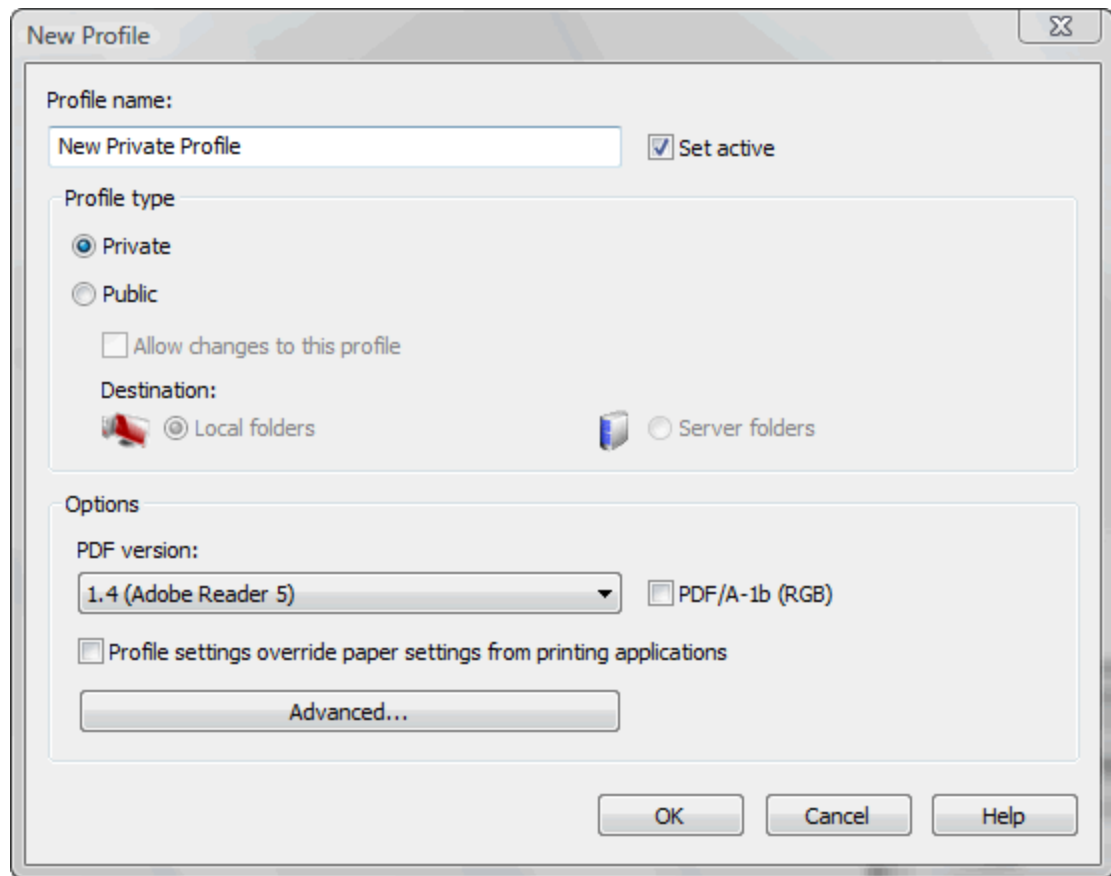 New Profile
Profile name:
New Private Profile
Set active
Profile type
Private
Public
Allow changes to this profile
Destination:
Local folders
Server folders
Options
PDF version:
1.4 (Adobe Reader 5)
PDF/A-1b (RGB)
Profile settings override paper settings from printing applications
Advanced...
OK
Cancel
Help